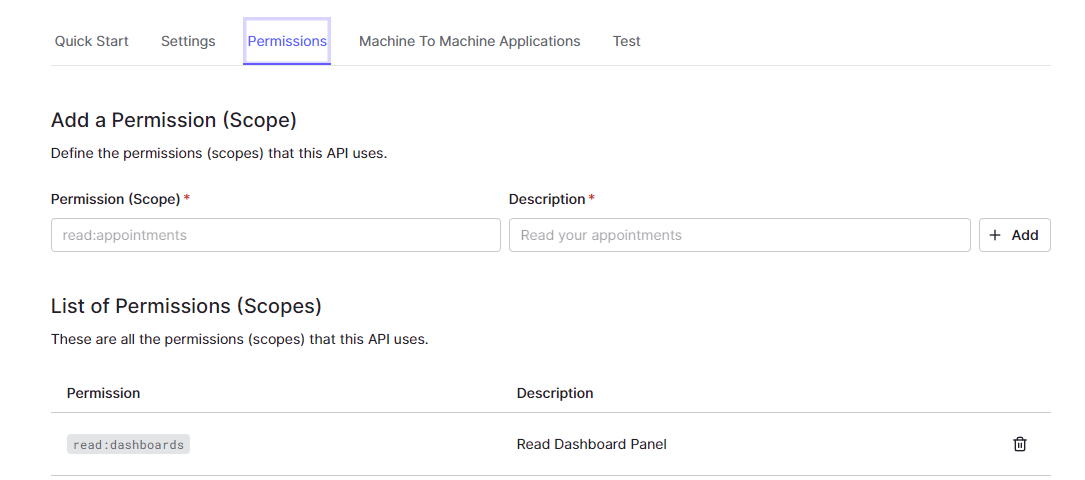 Quick Start Settings Permissions Machine To Machine Applications Test
Add a Permission (Scope)
Define the permissions (scopes) that this API uses.
Permission (Scope) * Description *
read:appointments Read your appointments + Add
List of Permissions (Scopes)
These are all the permissions (scopes) that this API uses.
Permission Description
read:dashboards Read Dashboard Panel